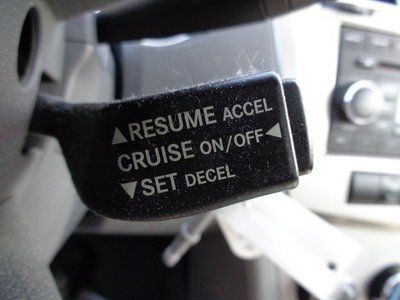 ▲RESUME ACCEL
CRUISE ON/OFF◀
▼SET DECEL